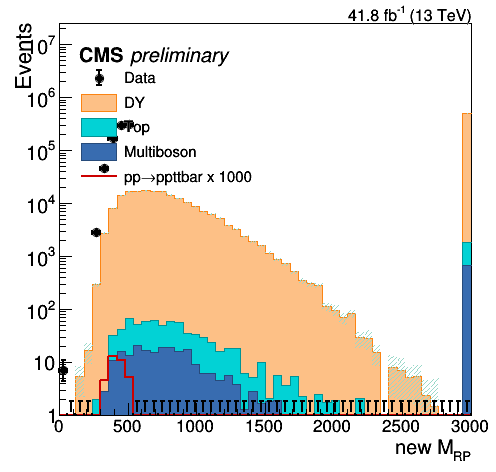 41.8 fb⁻¹ (13 TeV)
Events
CMS preliminary
Data
DY
Top
Multiboson
pp→ppttbar x 1000
10⁷
10⁶
10⁵
10⁴
10³
10²
10
1
0 500 1000 1500 2000 2500 3000
new M_RP